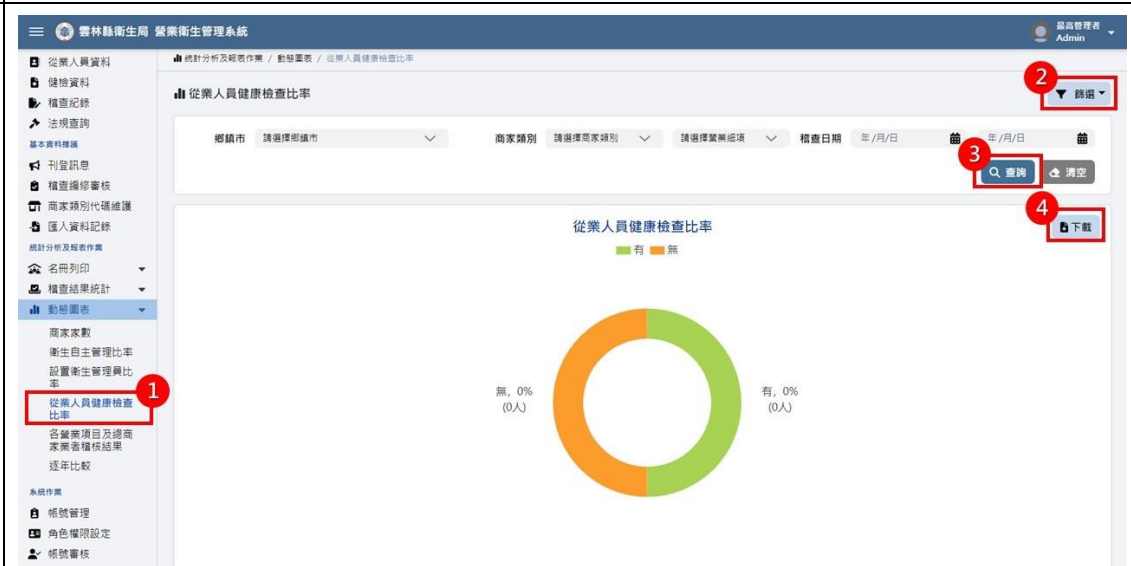 雲林縣衛生局 營業衛生管理系統
最高管理者
Admin
從業人員資料
健檢資料
稽查紀錄
法規查詢
基本資料維護
刊登訊息
稽查編修審核
商家類別代碼維護
匯入資料記錄
統計分析及報表作業
名冊列印
稽查結果統計
動態圖表
商家家數
衛生自主管理比率
設置衛生管理員比
率
1
從業人員健康檢查
比率
各營業項目及總商
家業者稽核結果
逐年比較
系統作業
帳號管理
角色權限設定
帳號審核
統計分析及報表作業 / 動態圖表 / 從業人員健康檢查比率
從業人員健康檢查比率
2
篩選
鄉鎮市 請選擇鄉鎮市 商家類別 請選擇商家類別 請選擇營業細項 稽查日期 年/月/日 年/月/日
3
查詢 清空
4
從業人員健康檢查比率
下載
有 無
無, 0%
(0人)
有, 0%
(0人)